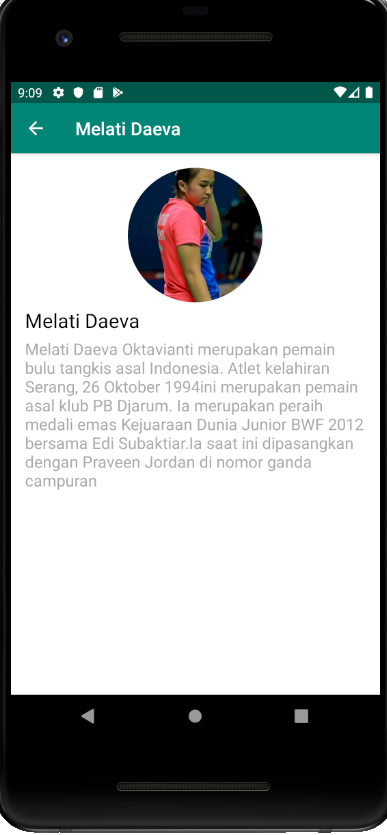 9:09
Melati Daeva
Melati Daeva
Melati Daeva Oktavianti merupakan pemain
bulu tangkis asal Indonesia. Atlet kelahiran
Serang, 26 Oktober 1994ini merupakan pemain
asal klub PB Djarum. Ia merupakan peraih
medali emas Kejuaraan Dunia Junior BWF 2012
bersama Edi Subaktiar.Ia saat ini dipasangkan
dengan Praveen Jordan di nomor ganda
campuran